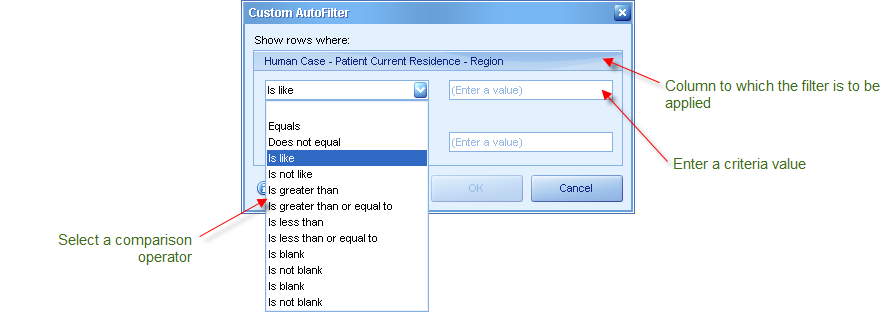 Custom AutoFilter
Show rows where:
Human Case - Patient Current Residence - Region
Is like
(Enter a value)
Equals
Does not equal
(Enter a value)
Is like
Is not like
Is greater than
Is greater than or equal to
Is less than
Is less than or equal to
Is blank
Is not blank
Is blank
Is not blank
OK
Cancel
Column to which the filter is to be
applied
Enter a criteria value
Select a comparison
operator